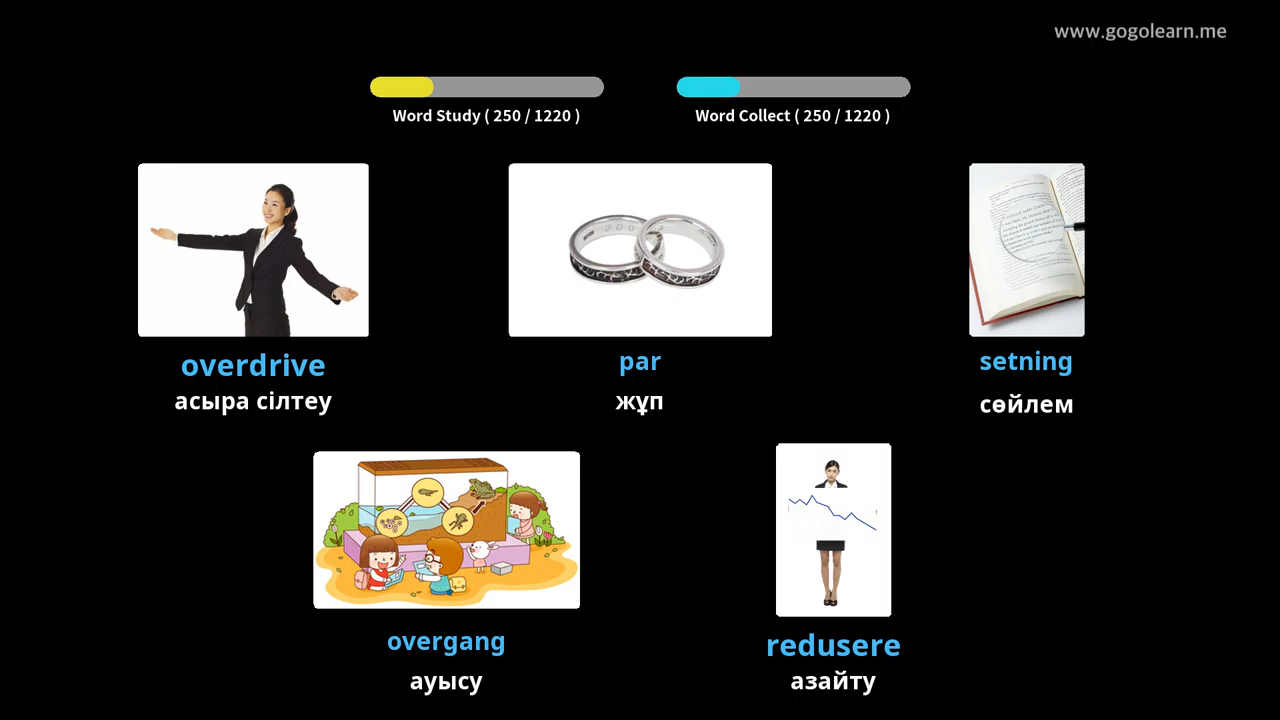 www.gogolearn.me
Word Study ( 250 / 1220 )
Word Collect ( 250 / 1220 )
overdrive
асыра сілтеу
par
жұп
setning
сөйлем
overgang
ауысу
redusere
азайту